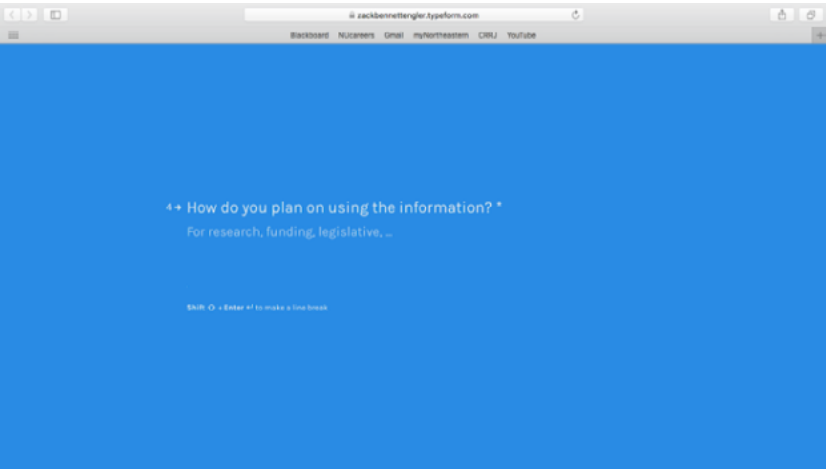 zackbennettengler.typeform.com
Blackboard NUcareers Gmail myNortheastern CIRU YouTube
4→ How do you plan on using the information? *
For research, funding, legislative, ...
Shift ⇧ + Enter ↵ to make a line break